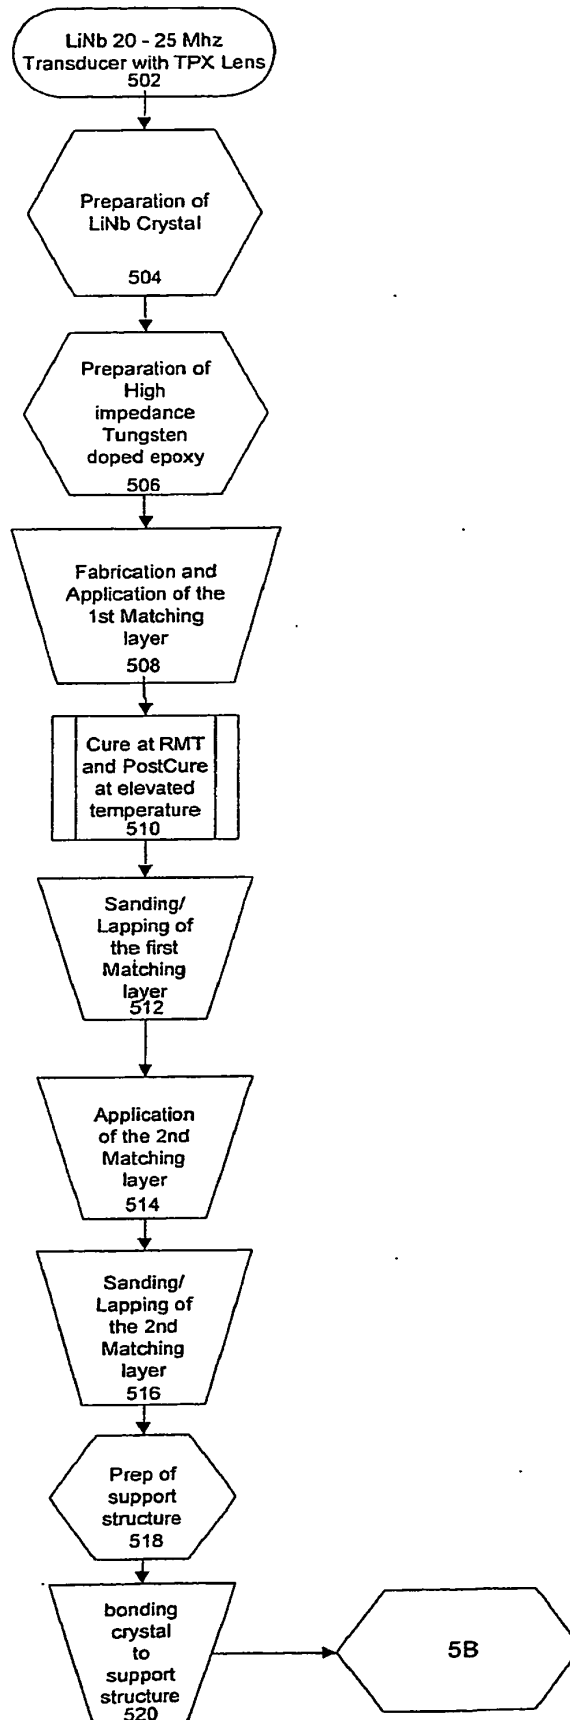 LiNb 20 - 25 Mhz
Transducer with TPX Lens
502
Preparation of
LiNb Crystal
504
Preparation of
High
impedance
Tungsten
doped epoxy
506
Fabrication and
Application of the
1st Matching
layer
508
Cure at RMT
and PostCure
at elevated
temperature
510
Sanding/
Lapping of
the first
Matching
layer
512
Application
of the 2nd
Matching
layer
514
Sanding/
Lapping of
the 2nd
Matching
layer
516
Prep of
support
structure
518
bonding
crystal
to
support
structure
520
5B